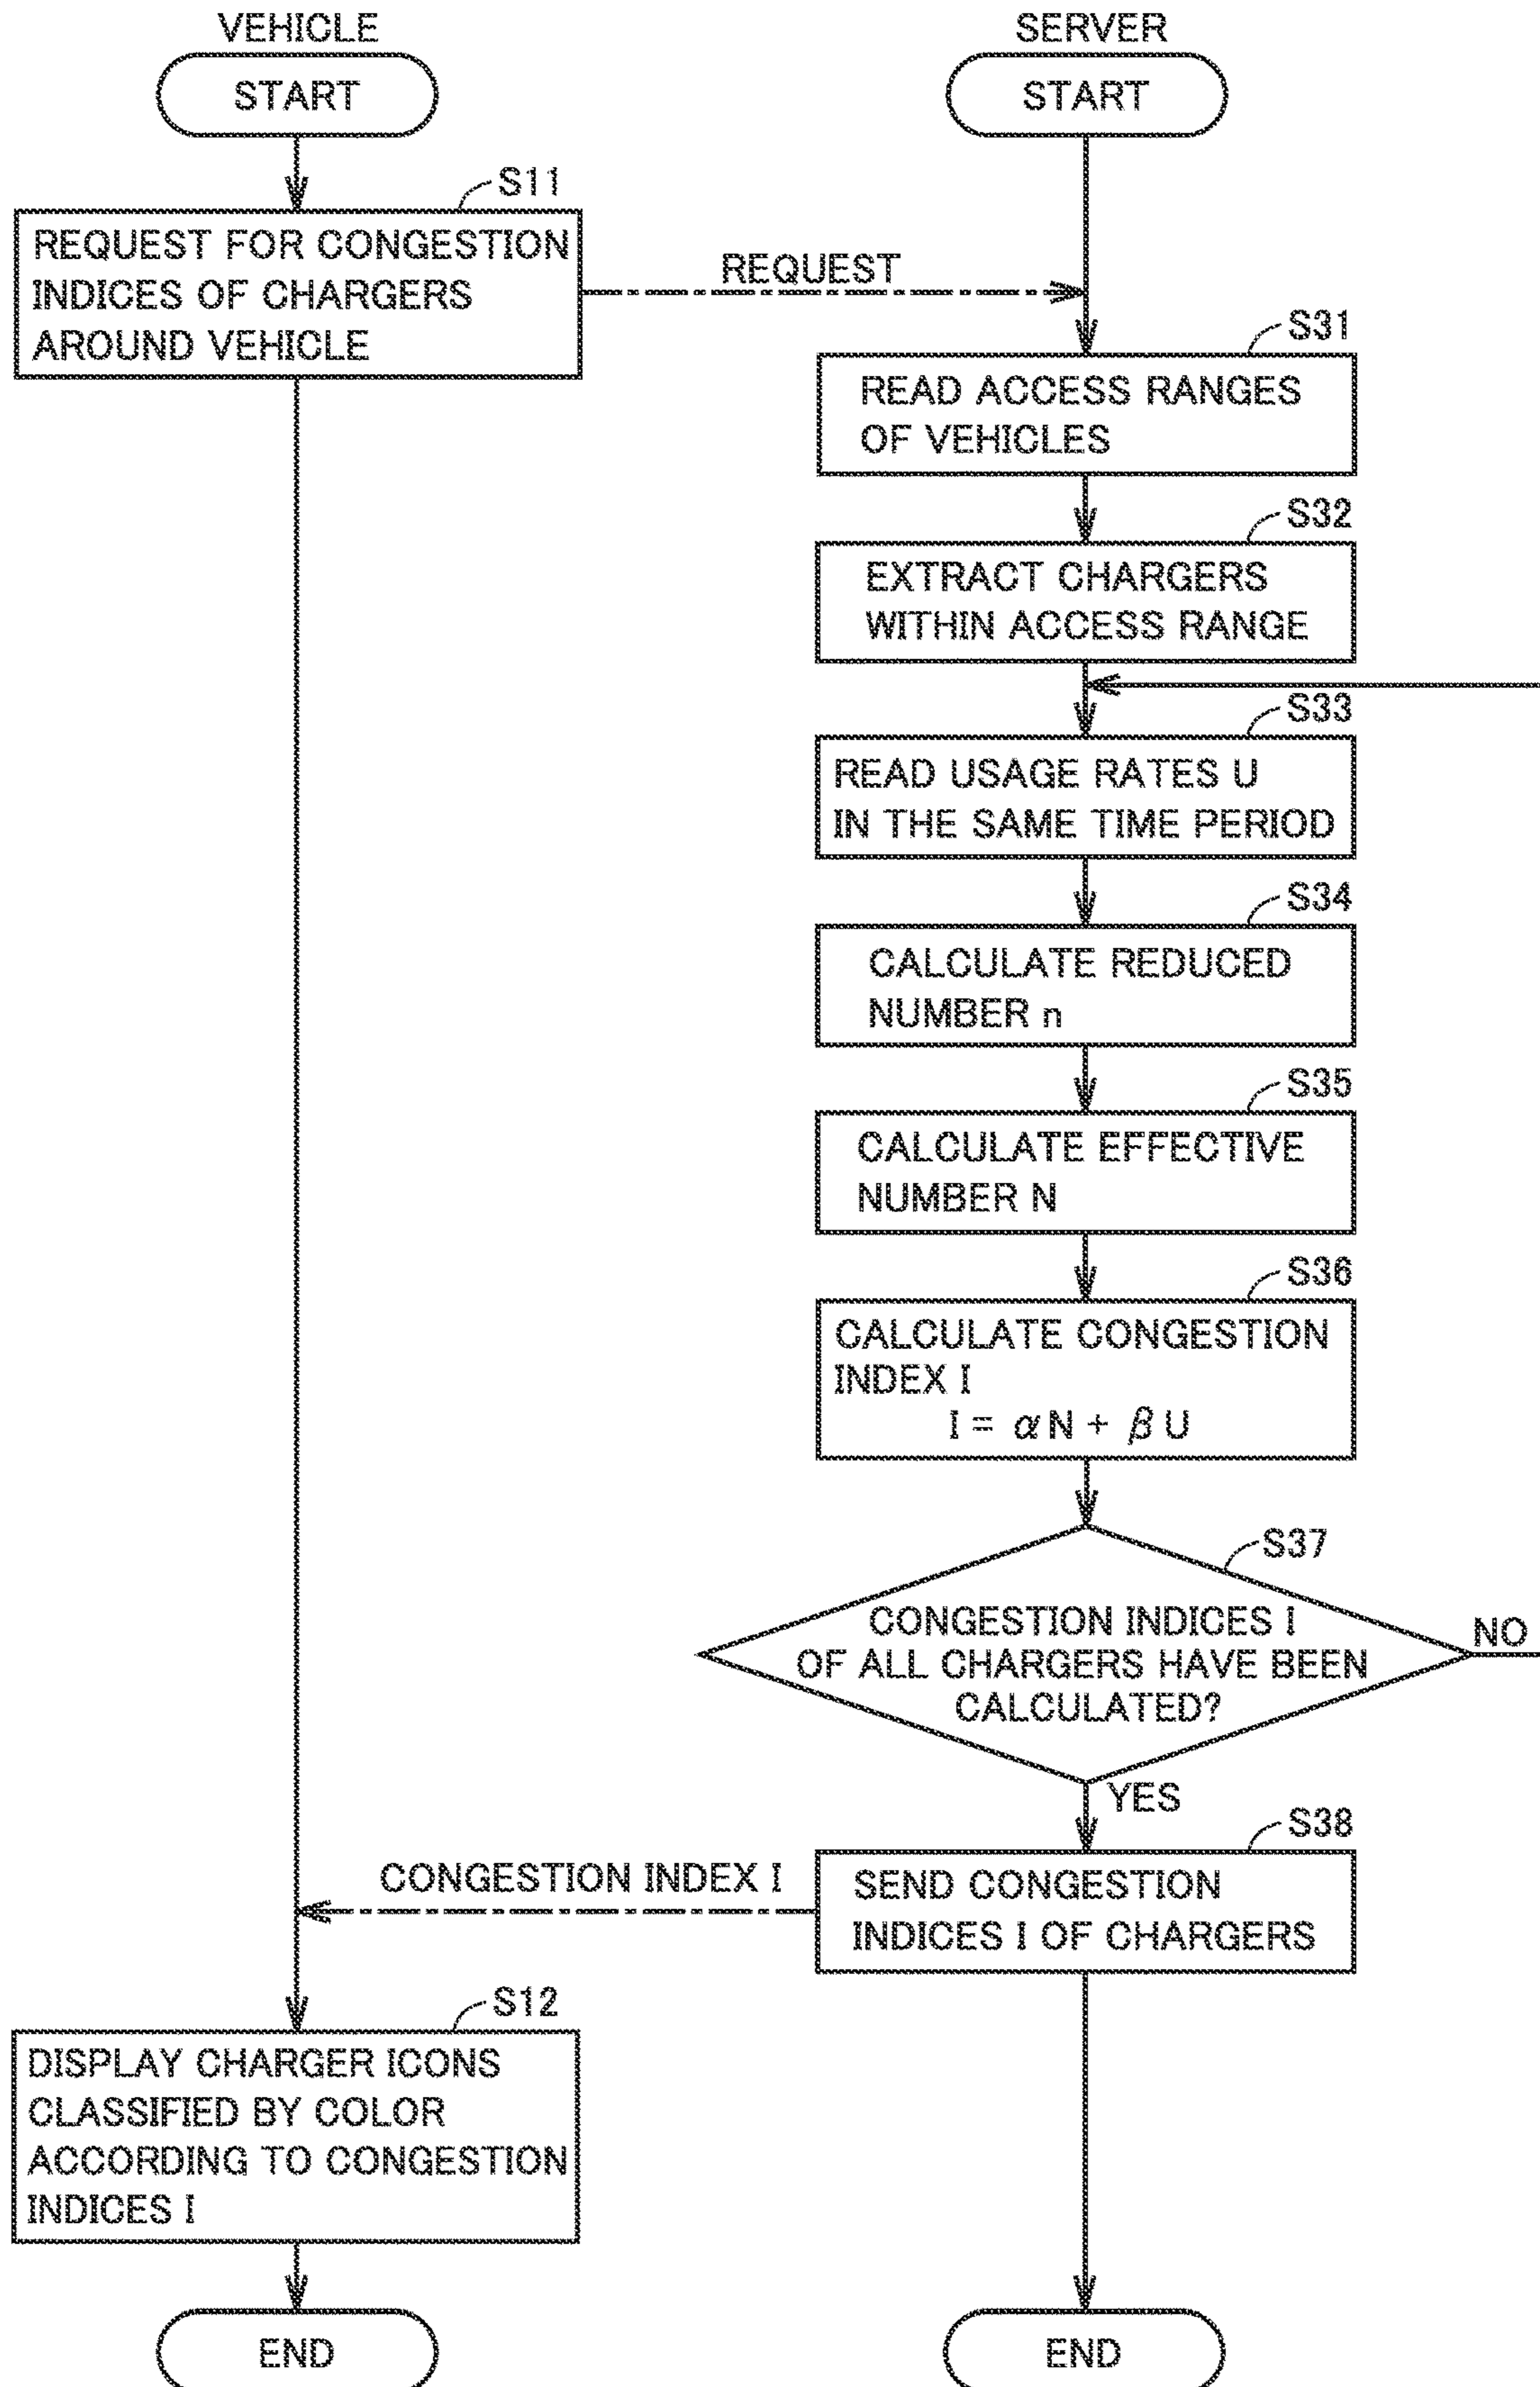 VEHICLE
SERVER
START
START
S11
REQUEST FOR CONGESTION
INDICES OF CHARGERS
AROUND VEHICLE
REQUEST
S31
READ ACCESS RANGES
OF VEHICLES
S32
EXTRACT CHARGERS
WITHIN ACCESS RANGE
S33
READ USAGE RATES U
IN THE SAME TIME PERIOD
S34
CALCULATE REDUCED
NUMBER n
S35
CALCULATE EFFECTIVE
NUMBER N
S36
CALCULATE CONGESTION
INDEX I
I = α N + β U
S37
CONGESTION INDICES I
OF ALL CHARGERS HAVE BEEN
CALCULATED?
NO
YES
S38
SEND CONGESTION
INDICES I OF CHARGERS
CONGESTION INDEX I
S12
DISPLAY CHARGER ICONS
CLASSIFIED BY COLOR
ACCORDING TO CONGESTION
INDICES I
END
END